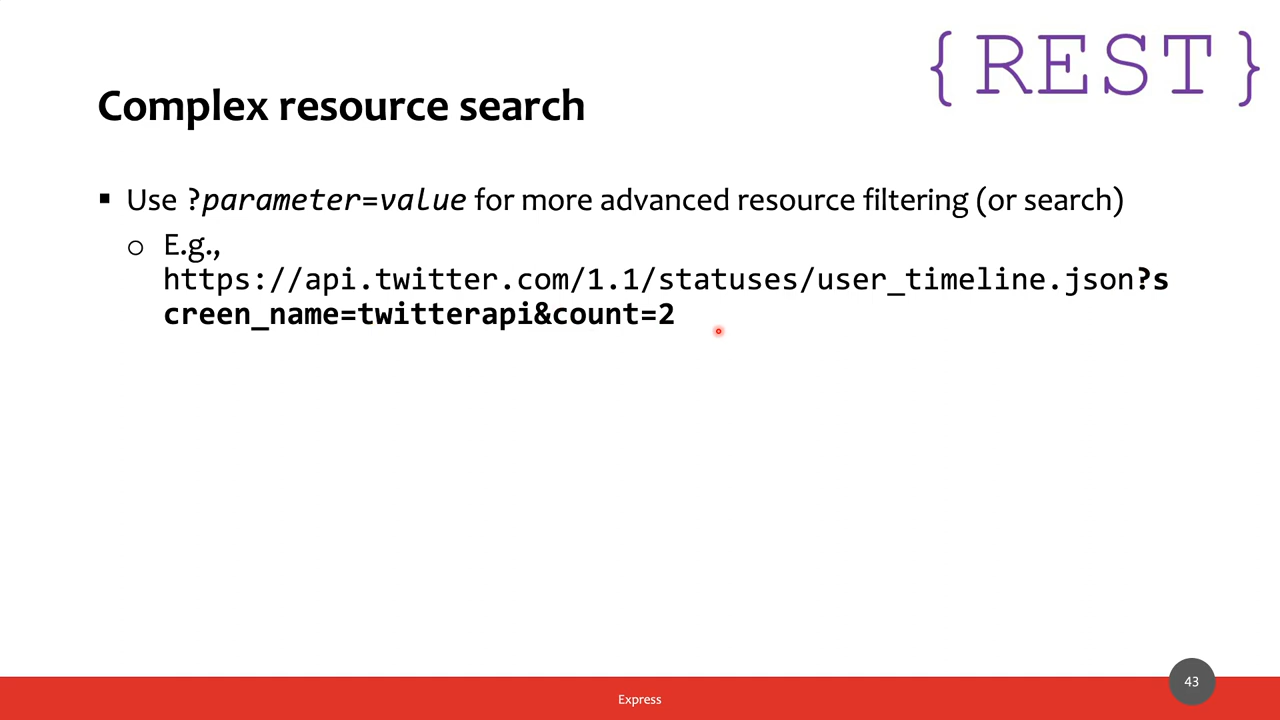 {REST}
Complex resource search
▪ Use ?parameter=value for more advanced resource filtering (or search)
o E.g.,
https://api.twitter.com/1.1/statuses/user_timeline.json?s
creen_name=twitterapi&count=2
43
Express